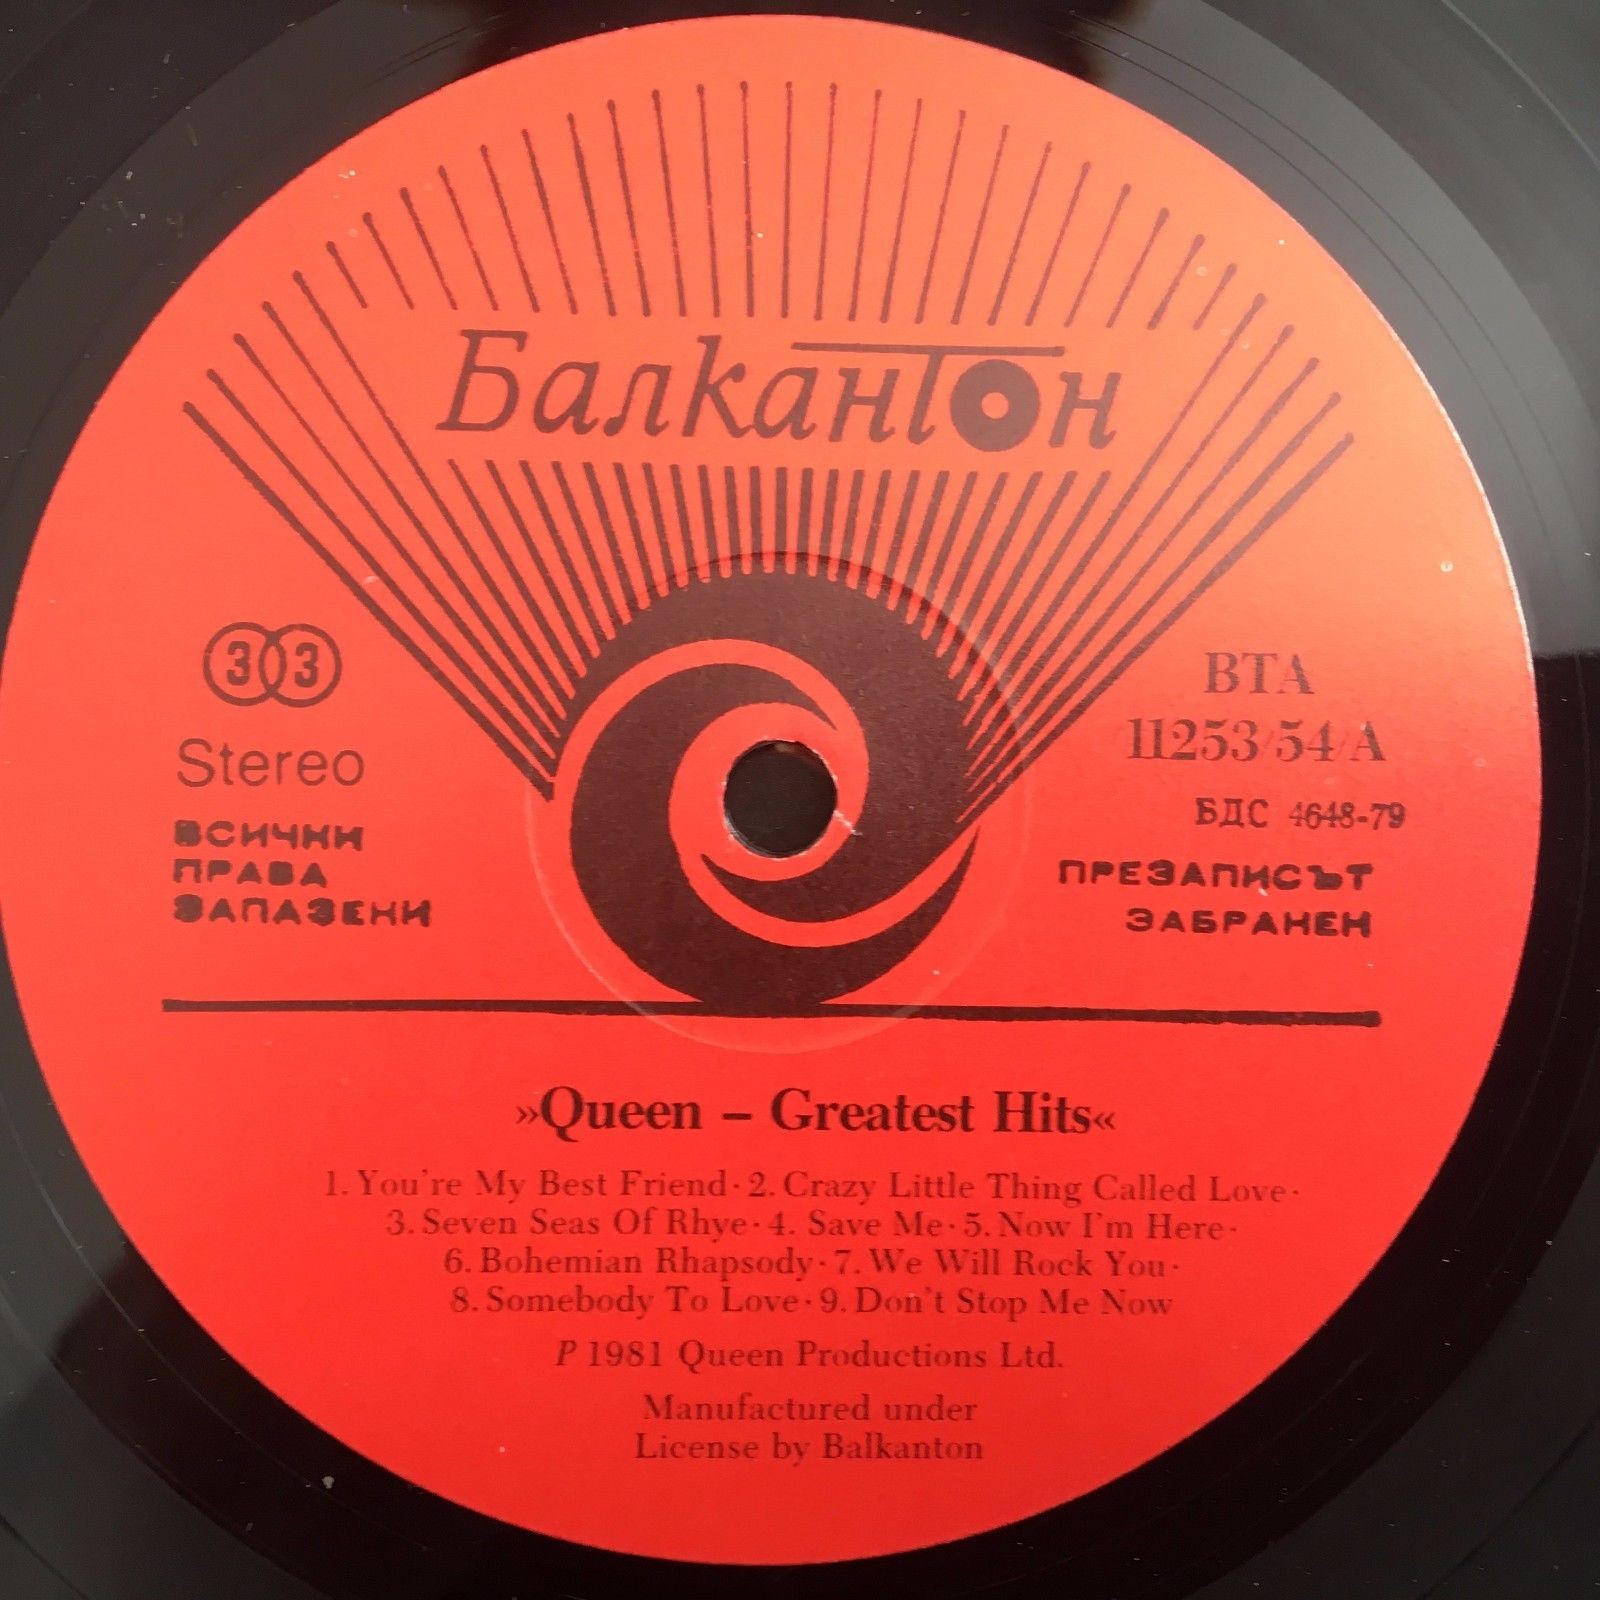 Балкантон
33
Stereo
ВСИЧКИ
ПРАВА
ЗАПАЗЕНИ
ВТА
11253/54/А
БДС 4648-79
ПРЕЗАПИСЪТ
ЗАБРАНЕН
»Queen – Greatest Hits«
1. You're My Best Friend · 2. Crazy Little Thing Called Love ·
3. Seven Seas Of Rhye · 4. Save Me · 5. Now I'm Here ·
6. Bohemian Rhapsody · 7. We Will Rock You ·
8. Somebody To Love · 9. Don't Stop Me Now
P 1981 Queen Productions Ltd.
Manufactured under
License by Balkanton